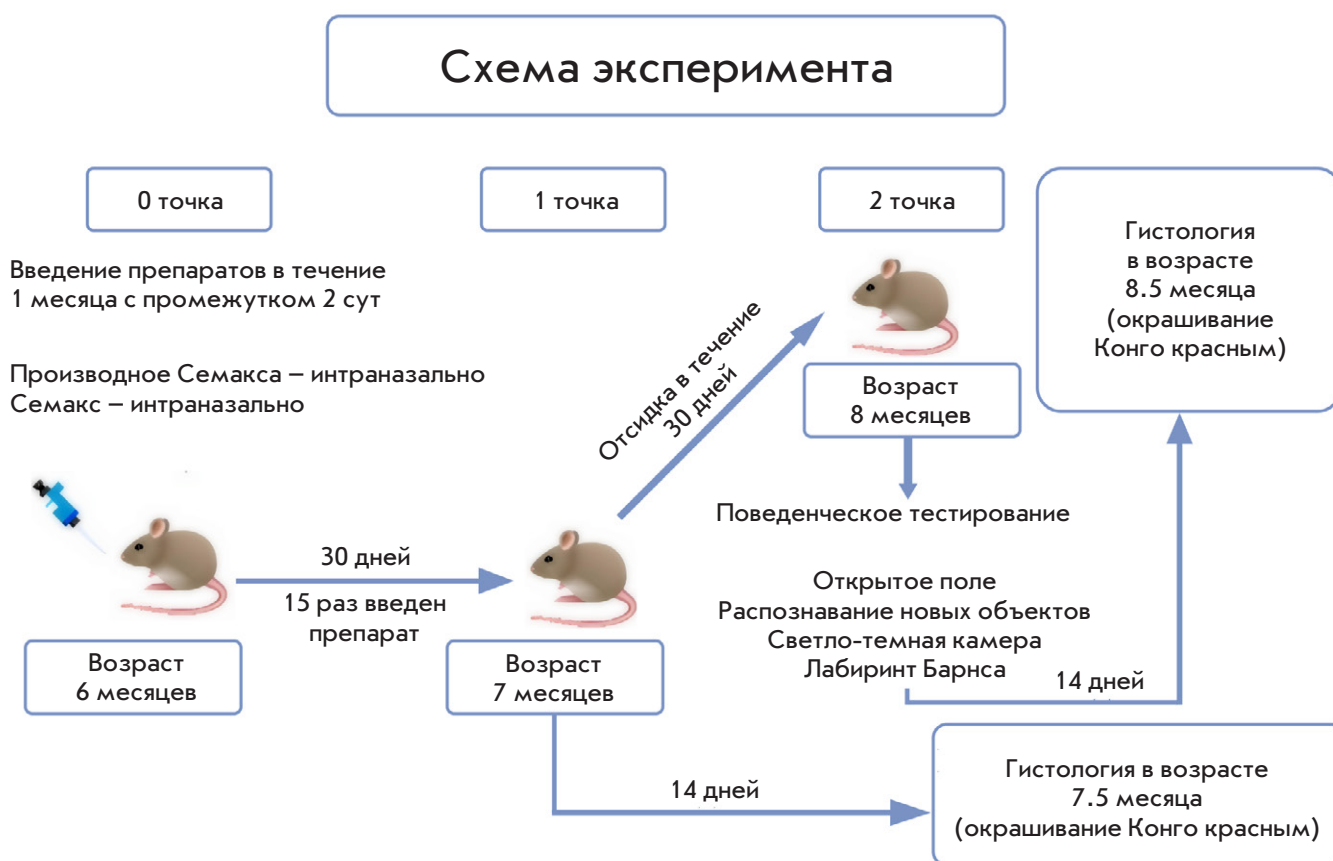 Схема эксперимента
0 точка
1 точка
2 точка
Введение препаратов в течение
1 месяца с промежутком 2 сут
Производное Семакса – интраназально
Семакс – интраназально
30 дней
15 раз введен
препарат
Возраст
6 месяцев
Возраст
7 месяцев
Отсидка в течение
30 дней
Возраст
8 месяцев
Поведенческое тестирование
Открытое поле
Распознавание новых объектов
Светло-темная камера
Лабиринт Барнса
14 дней
Гистология
в возрасте
8.5 месяца
(окрашивание
Конго красным)
14 дней
Гистология в возрасте
7.5 месяца
(окрашивание Конго красным)